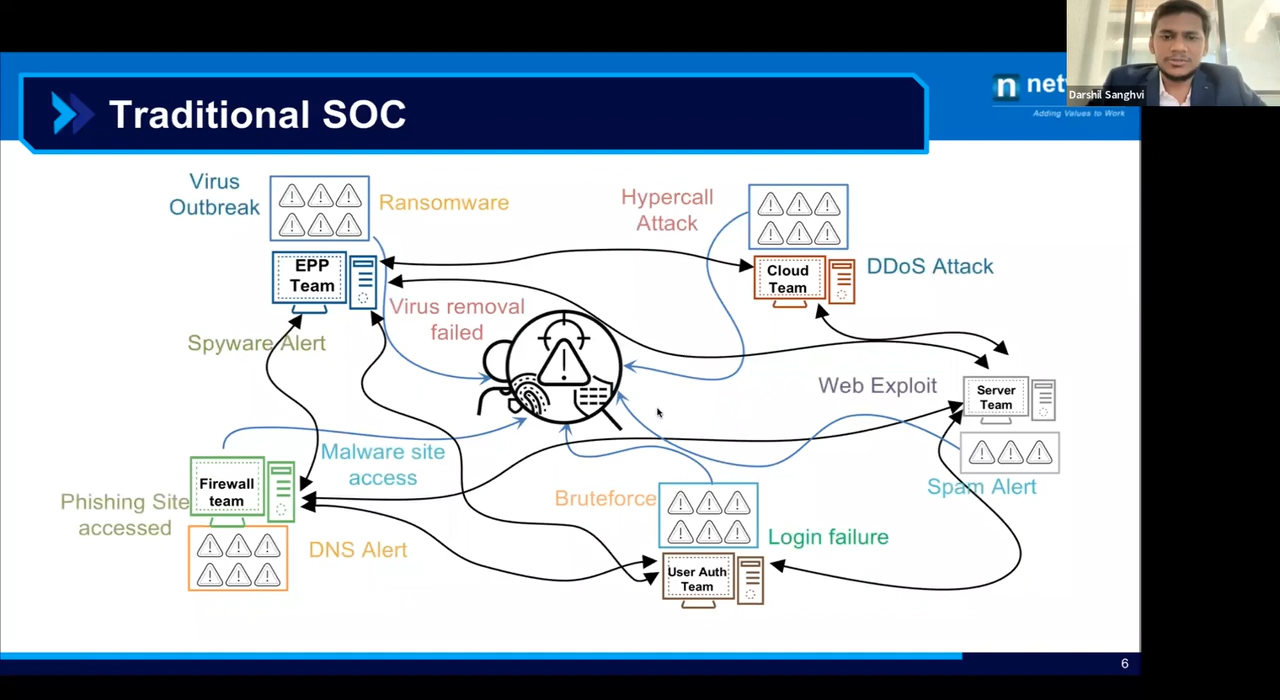 Darshil Sanghvi
Traditional SOC
n
Adding Values to Work
Virus
Outbreak
Ransomware
Hypercall
Attack
EPP
Team
Cloud
Team
DDoS Attack
Virus removal
failed
Spyware Alert
Web Exploit
Server
Team
Malware site
access
Firewall
team
Phishing Site
accessed
Spam Alert
Bruteforce
DNS Alert
Login failure
User Auth
Team
6